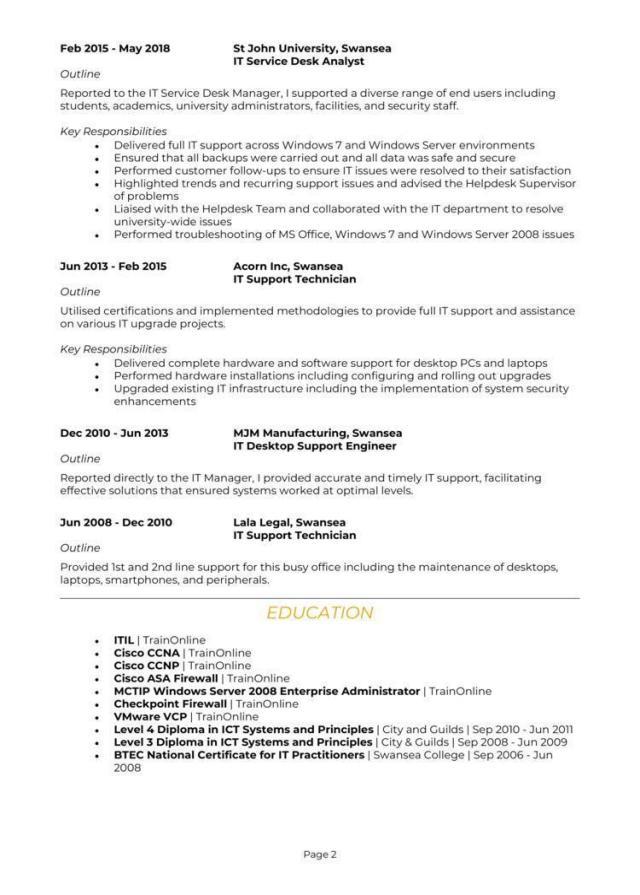 Feb 2015 - May 2018 St John University, Swansea
IT Service Desk Analyst
Outline
Reported to the IT Service Desk Manager, I supported a diverse range of end users including
students, academics, university administrators, facilities, and security staff.
Key Responsibilities
• Delivered full IT support across Windows 7 and Windows Server environments
• Ensured that all backups were carried out and all data was safe and secure
• Performed customer follow-ups to ensure IT issues were resolved to their satisfaction
• Highlighted trends and recurring support issues and advised the Helpdesk Supervisor
of problems
• Liaised with the Helpdesk Team and collaborated with the IT department to resolve
university-wide issues
• Performed troubleshooting of MS Office, Windows 7 and Windows Server 2008 issues
Jun 2013 - Feb 2015 Acorn Inc, Swansea
IT Support Technician
Outline
Utilised certifications and implemented methodologies to provide full IT support and assistance
on various IT upgrade projects.
Key Responsibilities
• Delivered complete hardware and software support for desktop PCs and laptops
• Performed hardware installations including configuring and rolling out upgrades
• Upgraded existing IT infrastructure including the implementation of system security
enhancements
Dec 2010 - Jun 2013 MJM Manufacturing, Swansea
IT Desktop Support Engineer
Outline
Reported directly to the IT Manager, I provided accurate and timely IT support, facilitating
effective solutions that ensured systems worked at optimal levels.
Jun 2008 - Dec 2010 Lala Legal, Swansea
IT Support Technician
Outline
Provided 1st and 2nd line support for this busy office including the maintenance of desktops,
laptops, smartphones, and peripherals.
EDUCATION
• ITIL | TrainOnline
• Cisco CCNA | TrainOnline
• Cisco CCNP | TrainOnline
• Cisco ASA Firewall | TrainOnline
• MCTIP Windows Server 2008 Enterprise Administrator | TrainOnline
• Checkpoint Firewall | TrainOnline
• VMware VCP | TrainOnline
• Level 4 Diploma in ICT Systems and Principles | City and Guilds | Sep 2010 - Jun 2011
• Level 3 Diploma in ICT Systems and Principles | City & Guilds | Sep 2008 - Jun 2009
• BTEC National Certificate for IT Practitioners | Swansea College | Sep 2006 - Jun
2008
Page 2